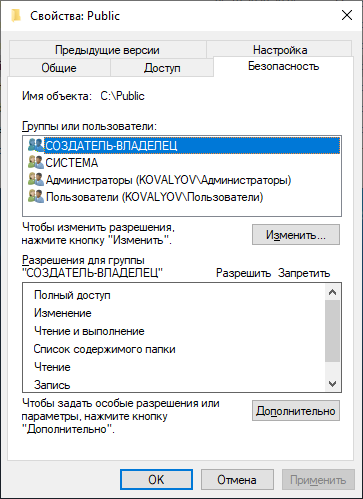 Свойства: Public
Предыдущие версии
Настройка
Общие
Доступ
Безопасность
Имя объекта: C:\Public
Группы или пользователи:
СОЗДАТЕЛЬ-ВЛАДЕЛЕЦ
СИСТЕМА
Администраторы (KOVALYOV\Администраторы)
Пользователи (KOVALYOV\Пользователи)
Чтобы изменить разрешения,
нажмите кнопку "Изменить".
Изменить...
Разрешения для группы
"СОЗДАТЕЛЬ-ВЛАДЕЛЕЦ"
Разрешить
Запретить
Полный доступ
Изменение
Чтение и выполнение
Список содержимого папки
Чтение
Запись
Чтобы задать особые разрешения или
параметры, нажмите кнопку
"Дополнительно".
Дополнительно
OK
Отмена
Применить